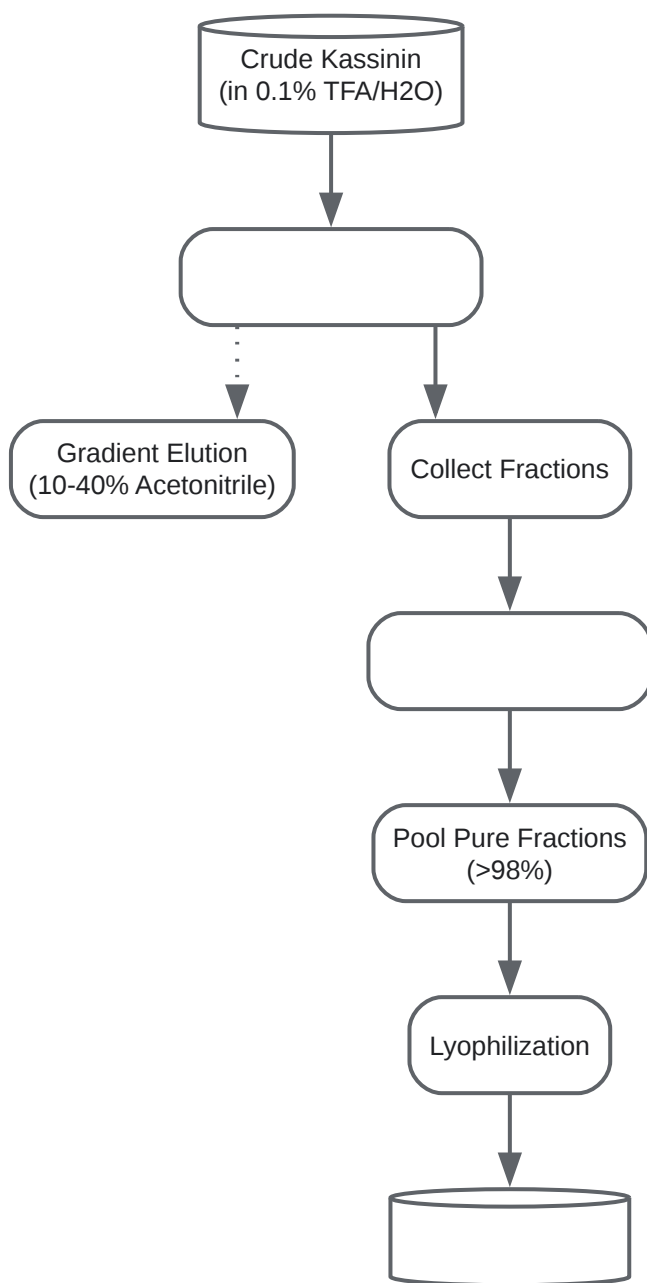 Crude Kassinin
(in 0.1% TFA/H2O)
Gradient Elution
(10-40% Acetonitrile)
Collect Fractions
Pool Pure Fractions
(>98%)
Lyophilization